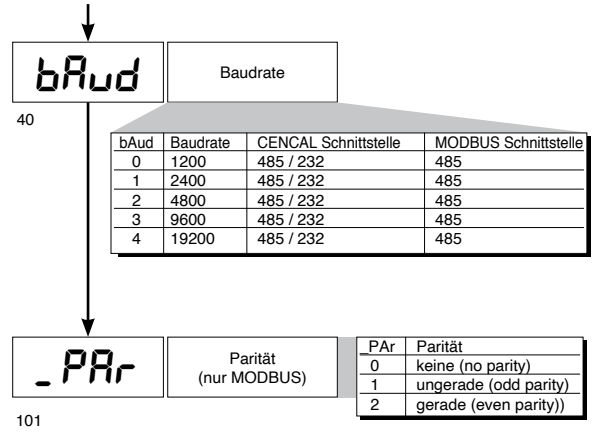 bAud
Baudrate
40
bAud Baudrate CENCAL Schnittstelle MODBUS Schnittstelle
0 1200 485 / 232 485
1 2400 485 / 232 485
2 4800 485 / 232 485
3 9600 485 / 232 485
4 19200 485 / 232 485
_PAr
Parität
(nur MODBUS)
_PAr Parität
0 keine (no parity)
1 ungerade (odd parity)
2 gerade (even parity))
101